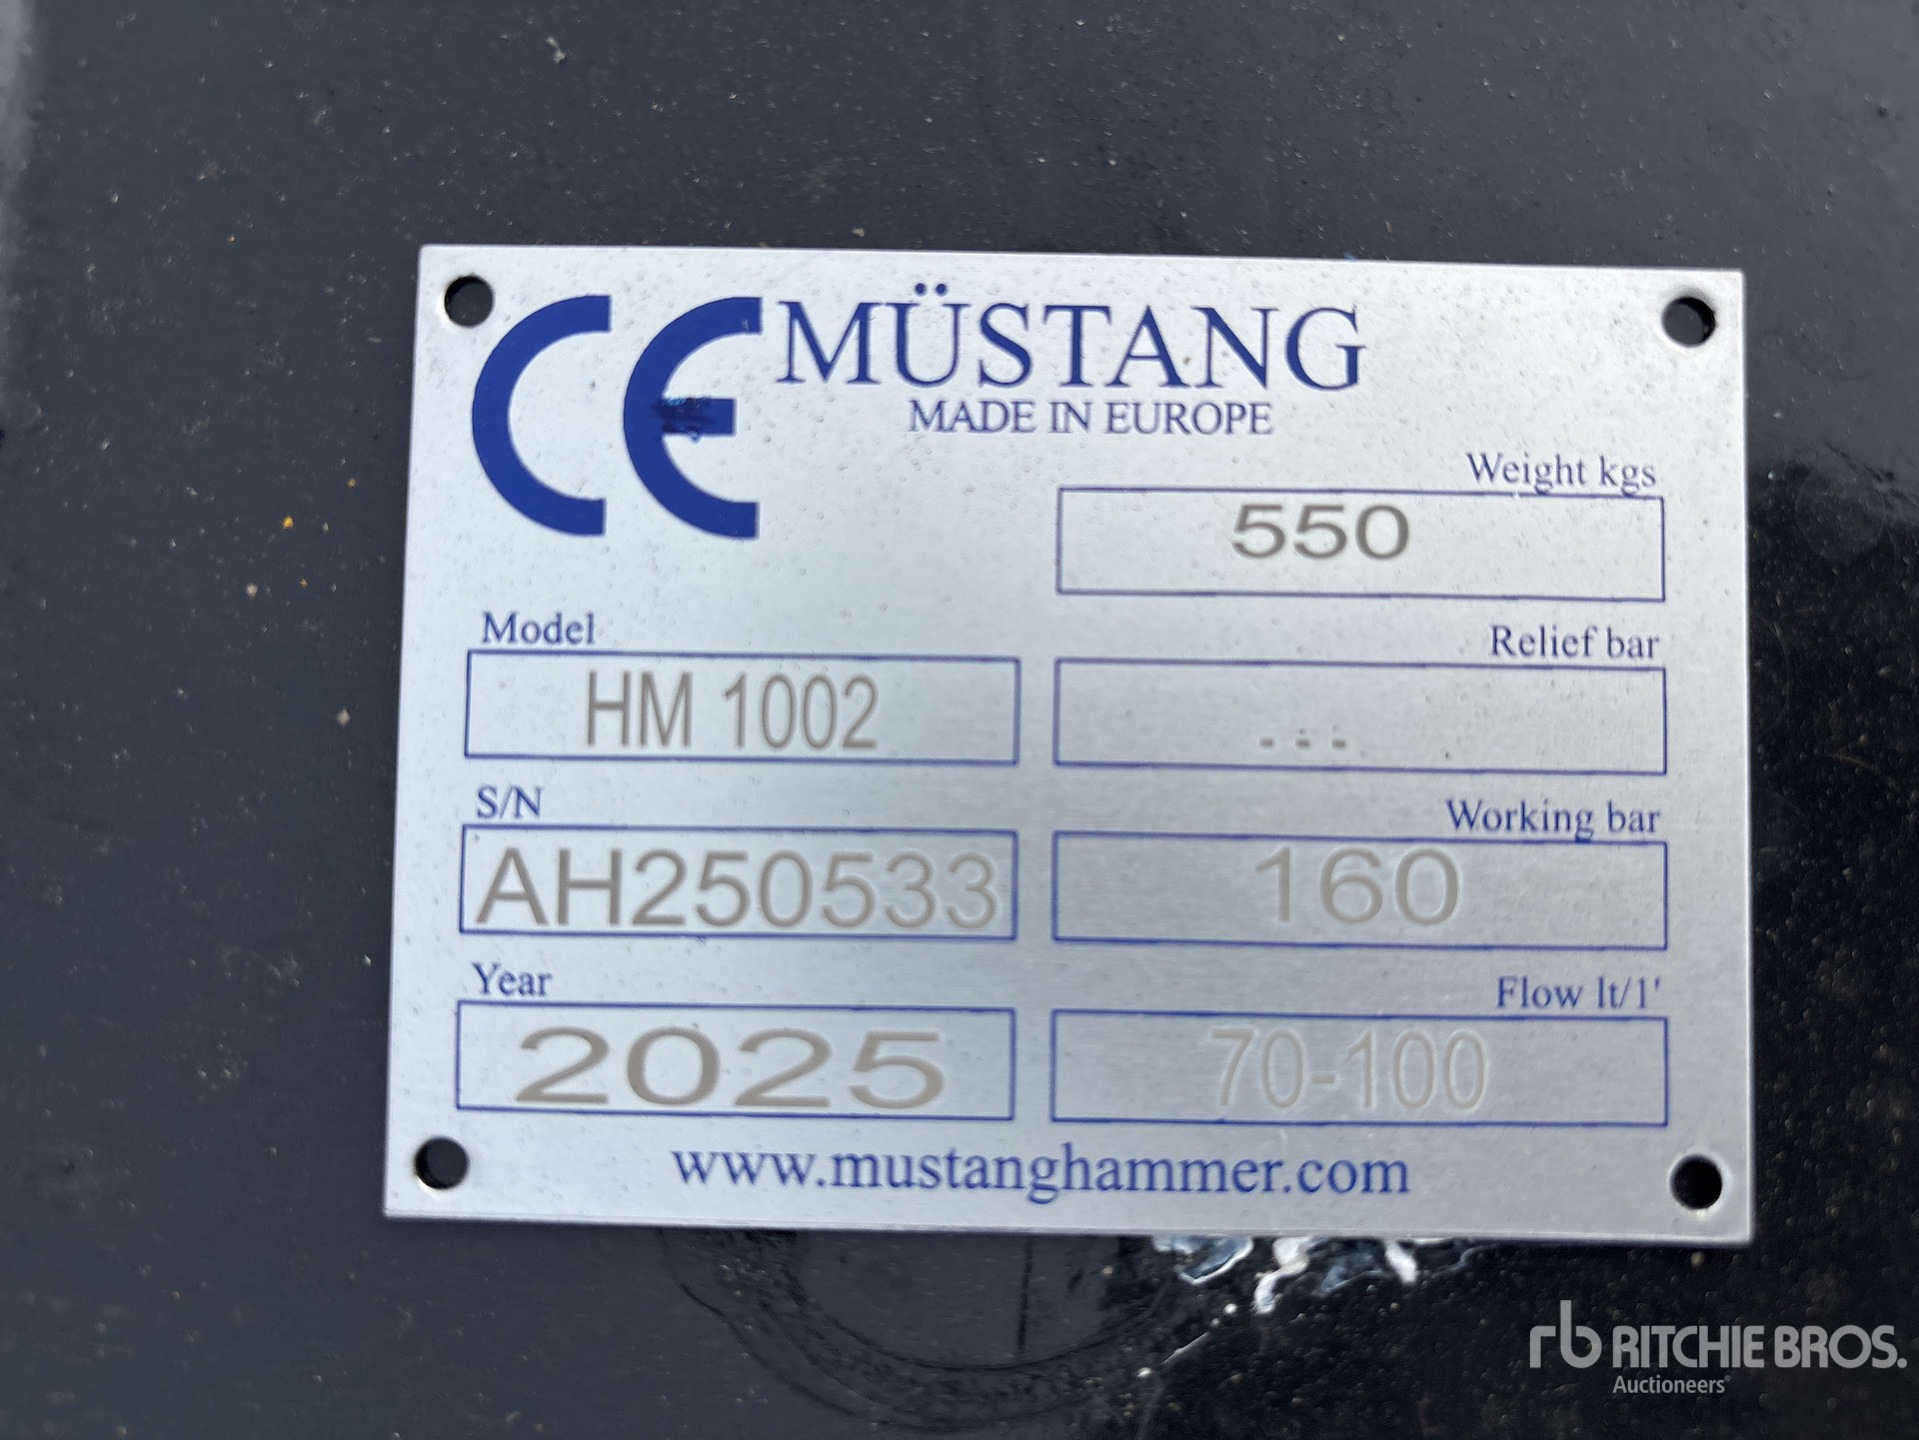 CE MÜSTANG
MADE IN EUROPE
Weight kgs
550
Model
HM 1002
Relief bar
---
S/N
AH250533
Working bar
160
Year
2025
Flow lt/1'
70-100
www.mustanghammer.com
rb RITCHIE BROS.
Auctioneers